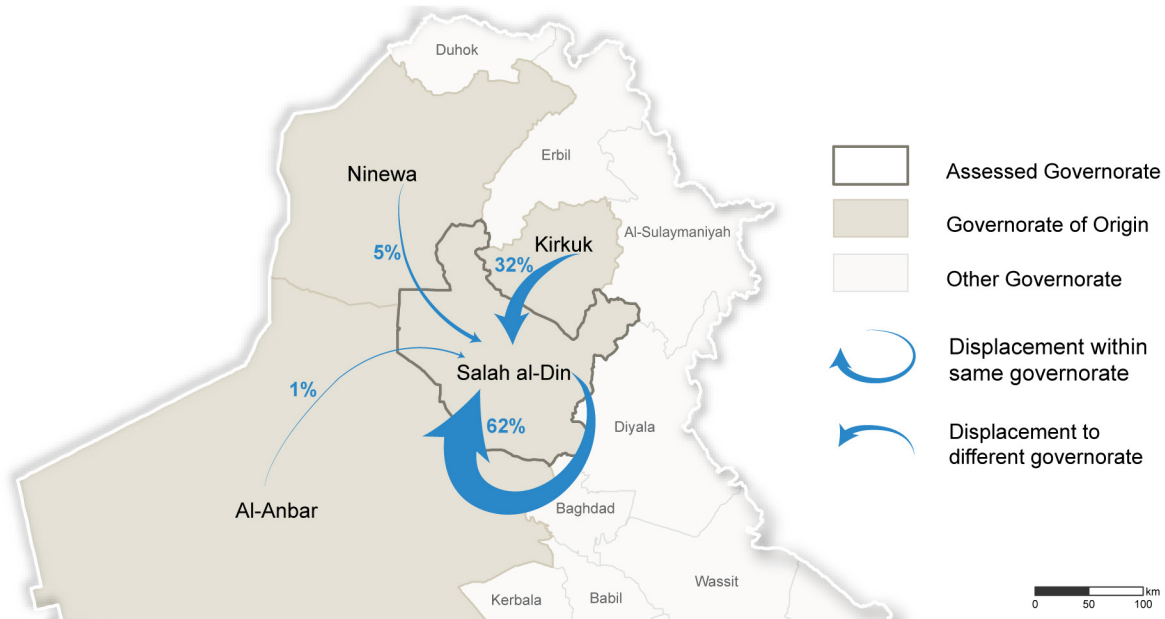 Duhok
Erbil
Ninewa
Kirkuk
Al-Sulaymaniyah
5%
32%
Salah al-Din
1%
62%
Diyala
Al-Anbar
Baghdad
Wassit
Kerbala
Babil
Assessed Governorate
Governorate of Origin
Other Governorate
Displacement within
same governorate
Displacement to
different governorate
km
0 50 100